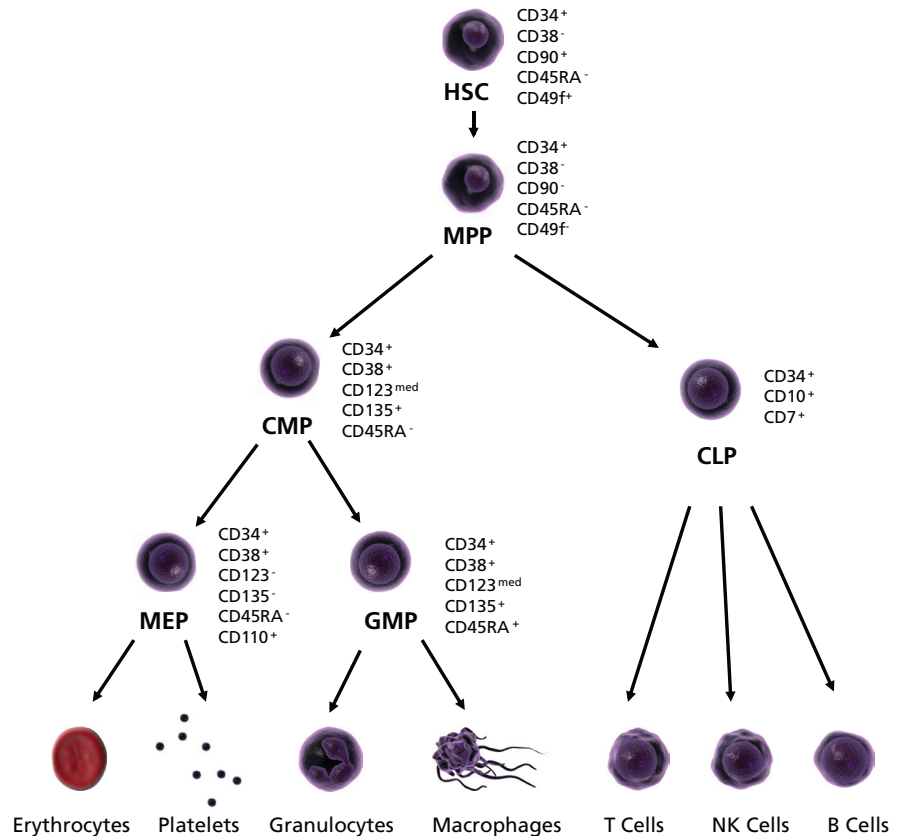 CD34+
CD38-
CD90+
CD45RA-
CD49f+
HSC
CD34+
CD38-
CD90-
CD45RA-
CD49f-
MPP
CD34+
CD38+
CD123med
CD135+
CD45RA-
CMP
CD34+
CD10+
CD7+
CLP
CD34+
CD38+
CD123-
CD135-
CD45RA-
CD110+
MEP
CD34+
CD38+
CD123med
CD135+
CD45RA+
GMP
Erythrocytes Platelets Granulocytes Macrophages T Cells NK Cells B Cells